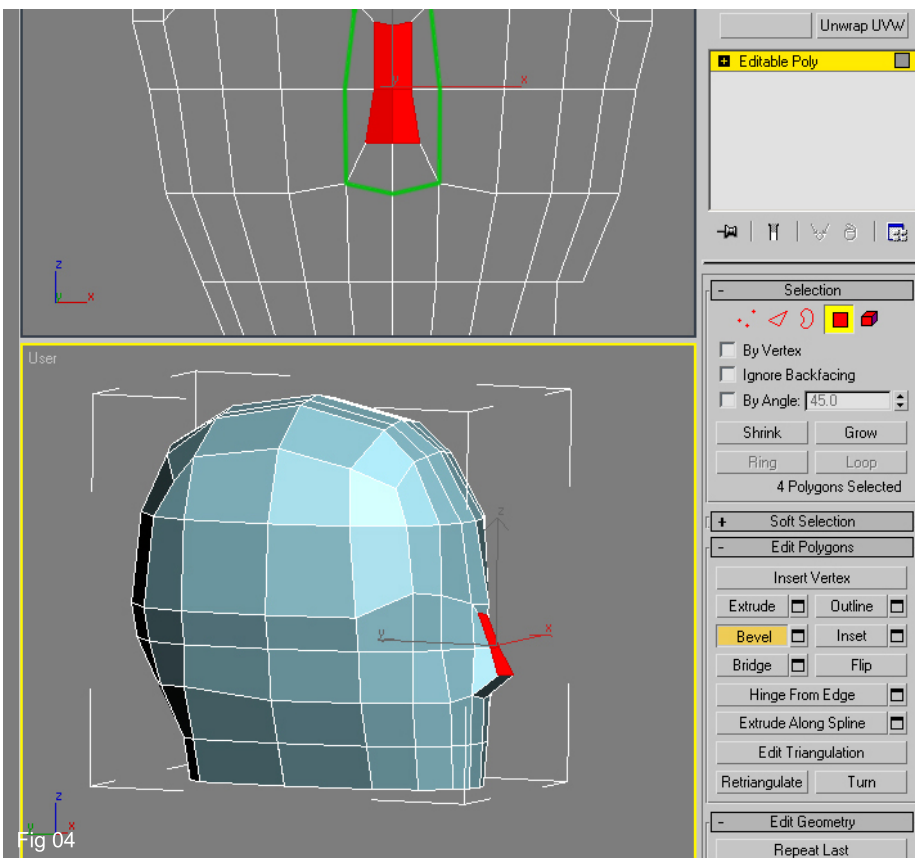 Unwrap UVW
Editable Poly
x
y
z
y x
- Selection
By Vertex
Ignore Backfacing
By Angle: 45.0
Shrink Grow
Ring Loop
4 Polygons Selected
+ Soft Selection
- Edit Polygons
Insert Vertex
Extrude Outline
Bevel Inset
Bridge Flip
Hinge From Edge
Extrude Along Spline
Edit Triangulation
Retriangulate Turn
- Edit Geometry
Repeat Last
User
z
x
y
z
y x
Fig 04